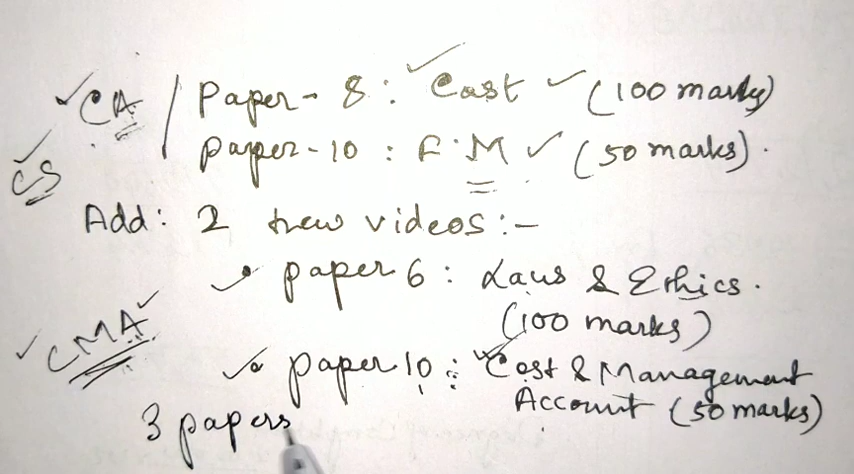 CA / Paper - 8 : Cost (100 marks)
CS
paper - 10 : F.M (50 marks).
Add: 2 new videos :-
paper 6 : Laws & Ethics.
(100 marks)
CMA
paper 10 : Cost & Management
Account (50 marks)
3 papers